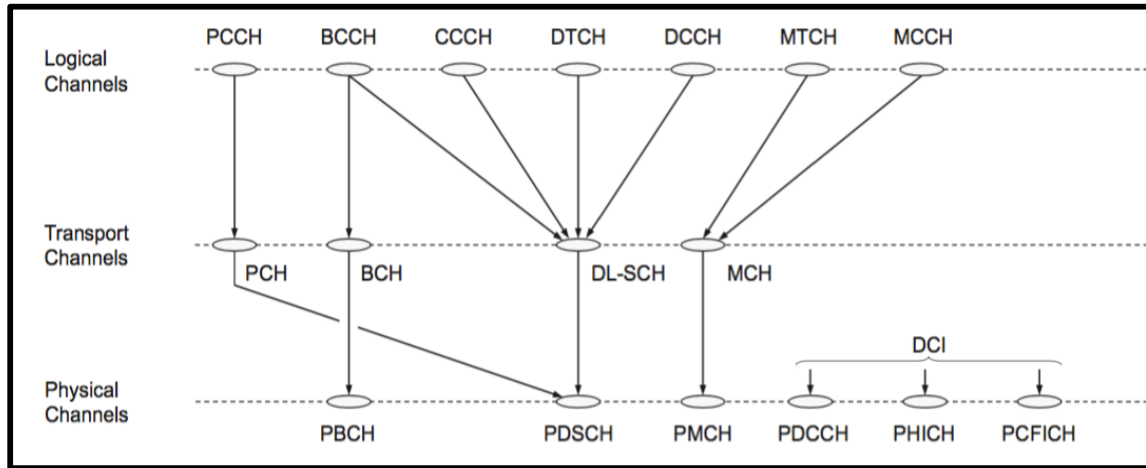 PCCH BCCH CCCH DTCH DCCH MTCH MCCH
Logical
Channels
Transport
Channels
PCH BCH DL-SCH MCH
DCI
Physical
Channels
PBCH PDSCH PMCH PDCCH PHICH PCFICH